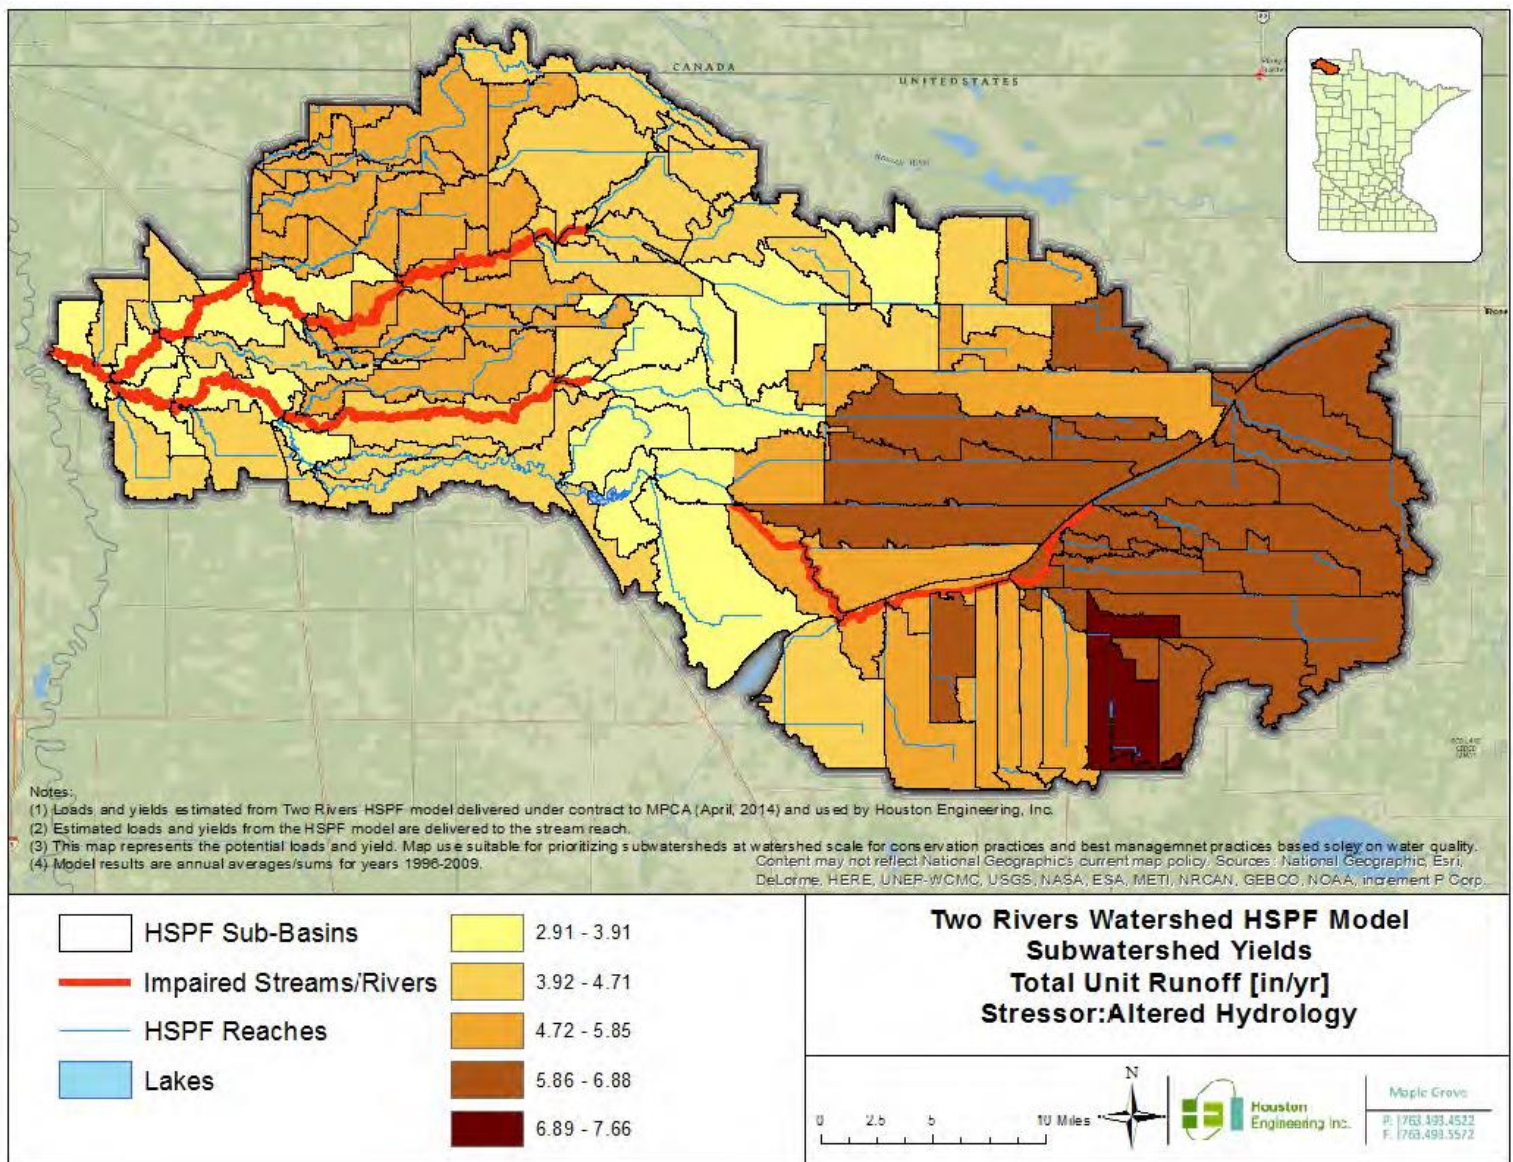 CANADA
UNITED STATES
Notes:
(1) Loads and yields estimated from Two Rivers HSPF model delivered under contract to MPCA (April, 2014) and used by Houston Engineering, Inc.
(2) Estimated loads and yields from the HSPF model are delivered to the stream reach.
(3) This map represents the potential loads and yield. Map use suitable for prioritizing subwatersheds at watershed scale for conservation practices and best managemnet practices based soley on water quality.
(4) Model results are annual averages/sums for years 1996-2009.
Content may not reflect National Geographic's current map policy. Sources: National Geographic, Esri,
DeLorme, HERE, UNEP-WCMC, USGS, NASA, ESA, METI, NRCAN, GEBCO, NOAA, increment P Corp.
HSPF Sub-Basins
Impaired Streams/Rivers
HSPF Reaches
Lakes
2.91 - 3.91
3.92 - 4.71
4.72 - 5.85
5.86 - 6.88
6.89 - 7.66
Two Rivers Watershed HSPF Model
Subwatershed Yields
Total Unit Runoff [in/yr]
Stressor:Altered Hydrology
0 2.5 5 10 Miles
N
Houston
Engineering Inc.
Maple Grove
P: 763.493.4522
F: 763.493.5572